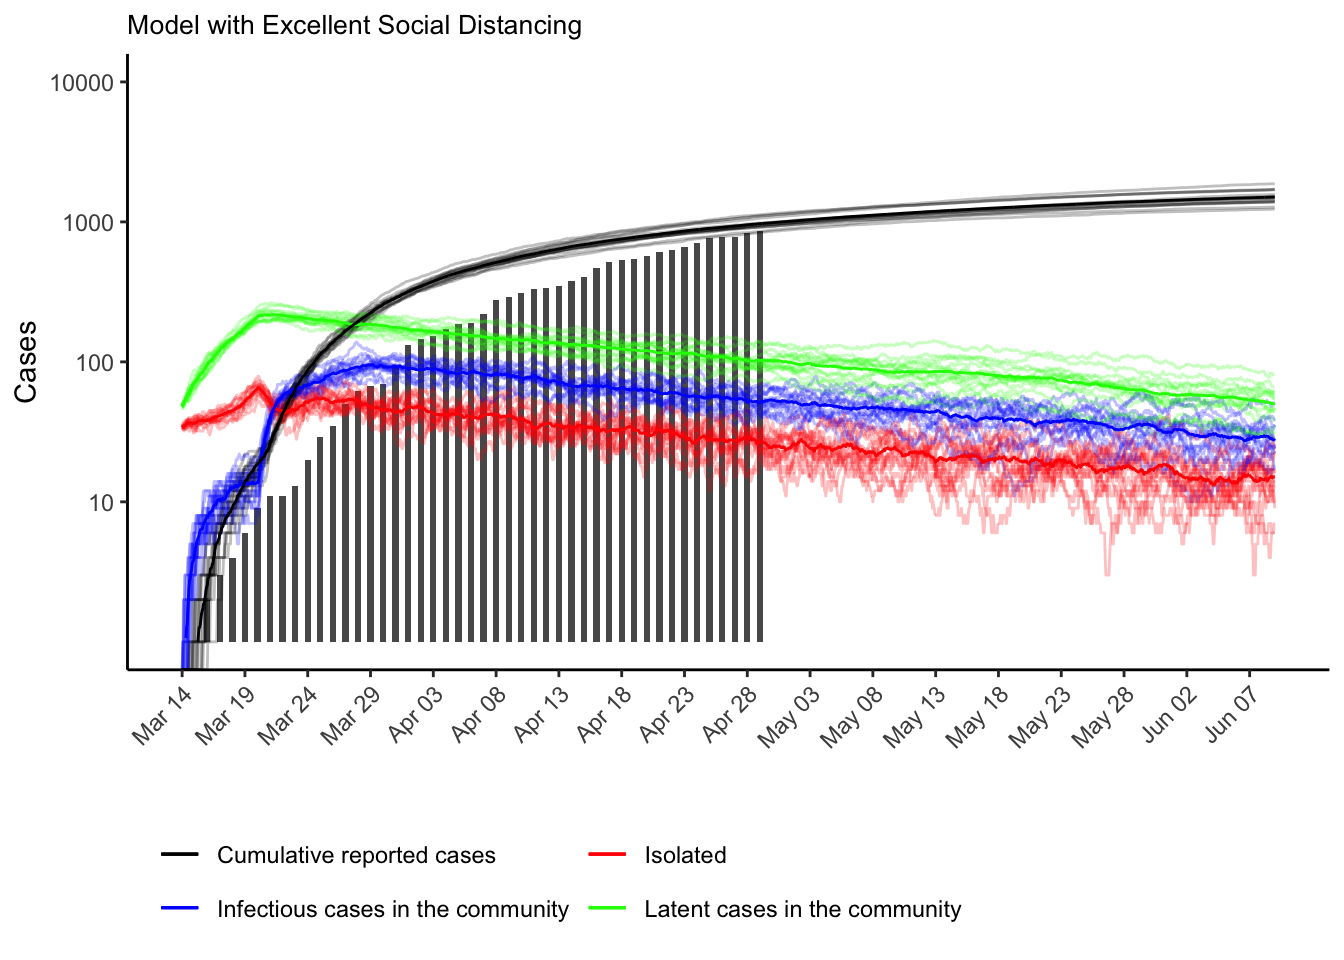 Model with Excellent Social Distancing
Cases
10000
1000
100
10
Mar 14
Mar 19
Mar 24
Mar 29
Apr 03
Apr 08
Apr 13
Apr 18
Apr 23
Apr 28
May 03
May 08
May 13
May 18
May 23
May 28
Jun 02
Jun 07
Cumulative reported cases
Isolated
Infectious cases in the community
Latent cases in the community